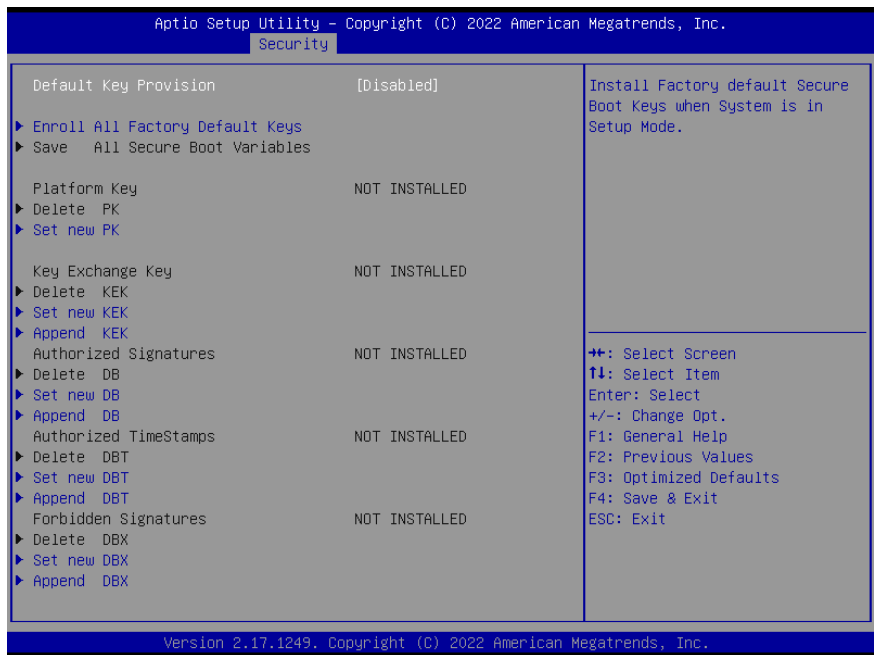 Aptio Setup Utility – Copyright (C) 2022 American Megatrends, Inc.
Security
Default Key Provision [Disabled]
Enroll All Factory Default Keys
Save All Secure Boot Variables
Platform Key NOT INSTALLED
Delete PK
Set new PK
Key Exchange Key NOT INSTALLED
Delete KEK
Set new KEK
Append KEK
Authorized Signatures NOT INSTALLED
Delete DB
Set new DB
Append DB
Authorized TimeStamps NOT INSTALLED
Delete DBT
Set new DBT
Append DBT
Forbidden Signatures NOT INSTALLED
Delete DBX
Set new DBX
Append DBX
Install Factory default Secure
Boot Keys when System is in
Setup Mode.
→←: Select Screen
↑↓: Select Item
Enter: Select
+/-: Change Opt.
F1: General Help
F2: Previous Values
F3: Optimized Defaults
F4: Save & Exit
ESC: Exit
Version 2.17.1249. Copyright (C) 2022 American Megatrends, Inc.